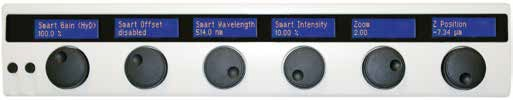 Smart Gain (HyD)
100.0 %
Smart Offset
disabled
Smart Wavelength
514.0 nm
Smart Intensity
10.00 %
Zoom
2.00
Z Position
-7.34 µm